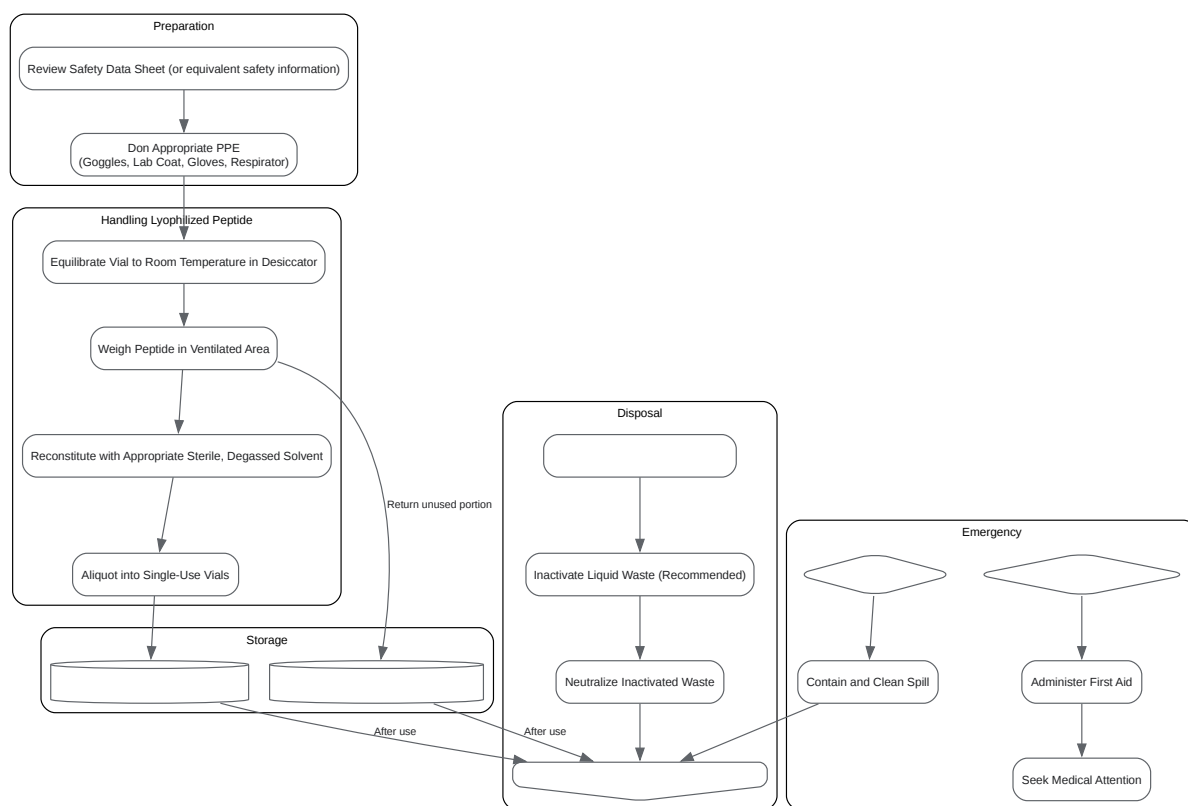 Preparation
Review Safety Data Sheet (or equivalent safety information)
Don Appropriate PPE
(Goggles, Lab Coat, Gloves, Respirator)
Handling Lyophilized Peptide
Equilibrate Vial to Room Temperature in Desiccator
Weigh Peptide in Ventilated Area
Reconstitute with Appropriate Sterile, Degassed Solvent
Return unused portion
Aliquot into Single-Use Vials
Storage
After use
After use
Disposal
Inactivate Liquid Waste (Recommended)
Neutralize Inactivated Waste
Emergency
Contain and Clean Spill
Administer First Aid
Seek Medical Attention